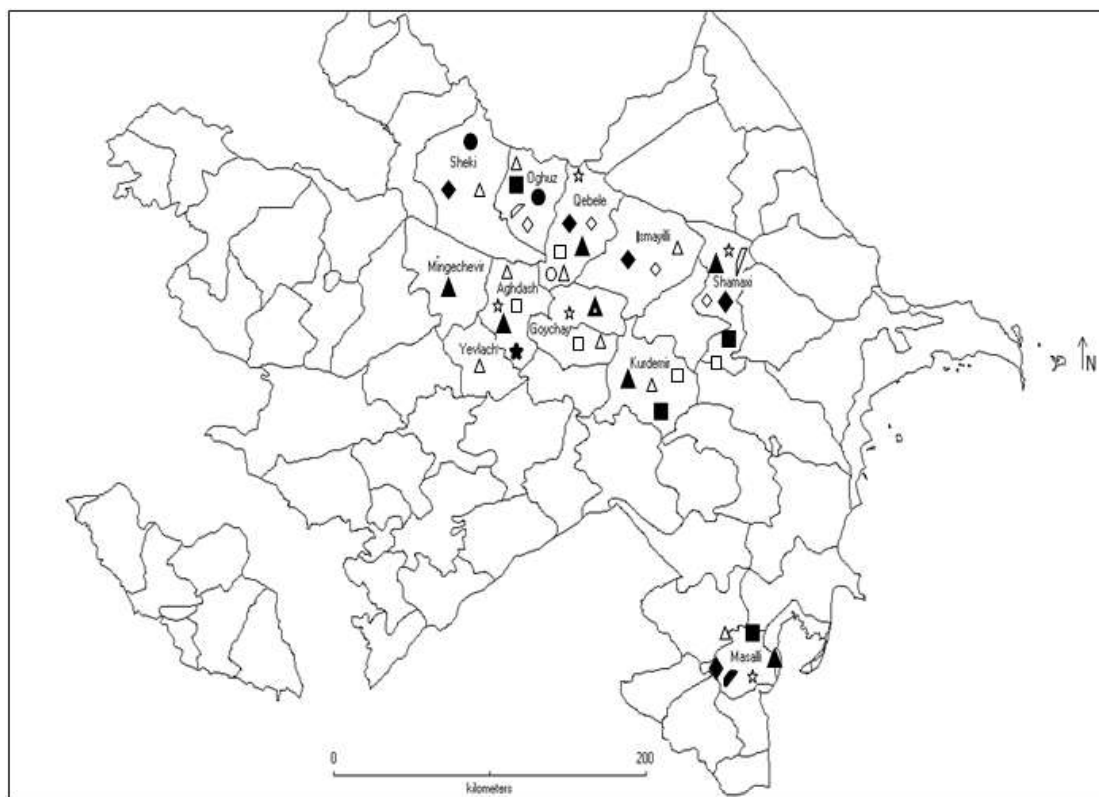 Sheki
Oghuz
Qebele
Ismayilli
Mingechevir
Shamaxi
Aghdash
Goychay
Yevlach
Kurdemir
N
Masalli
0 200
kilometers